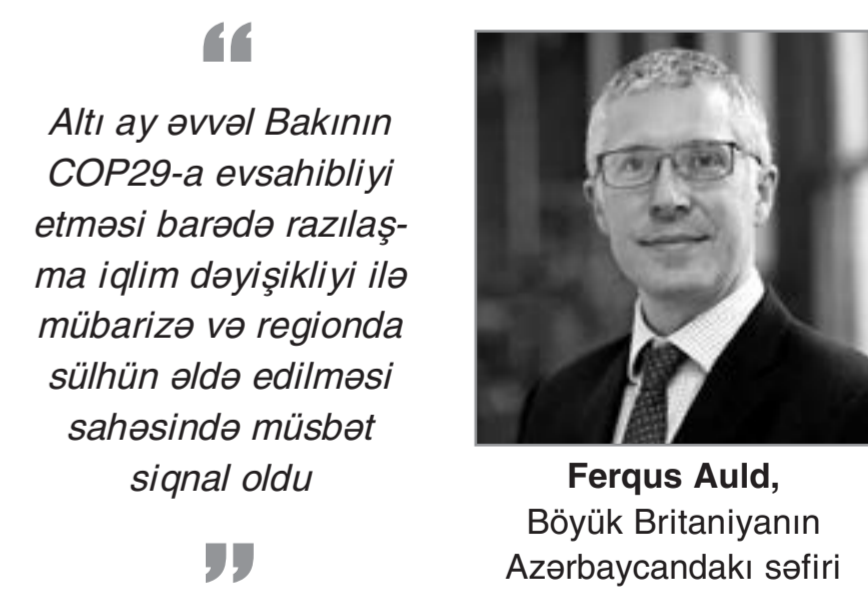 “
Altı ay əvvəl Bakının
COP29-a evsahibliyi
etməsi barədə razılaş-
ma iqlim dəyişikliyi ilə
mübarizə və regionda
sülhün əldə edilməsi
sahəsində müsbət
siqnal oldu
”
Ferqus Auld,
Böyük Britaniyanın
Azərbaycandakı səfiri